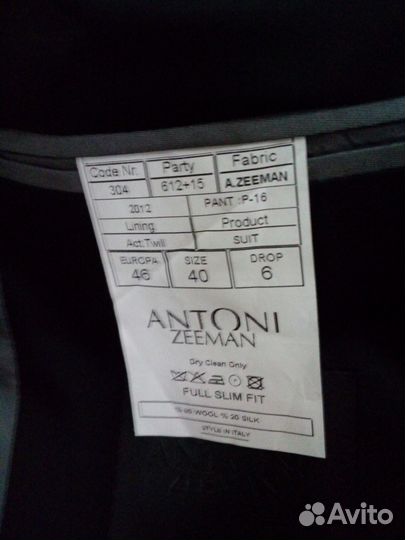 Code Nr. Party Fabric
304 612+15 A.ZEEMAN
2012 PANT :P-16
Lining Product
Act:Twill SUIT
EUROPA SIZE DROP
46 40 6
ANTONI
ZEEMAN
Dry Clean Only
FULL SLIM FIT
% 80 WOOL % 20 SILK
STYLE IN ITALY
Avito